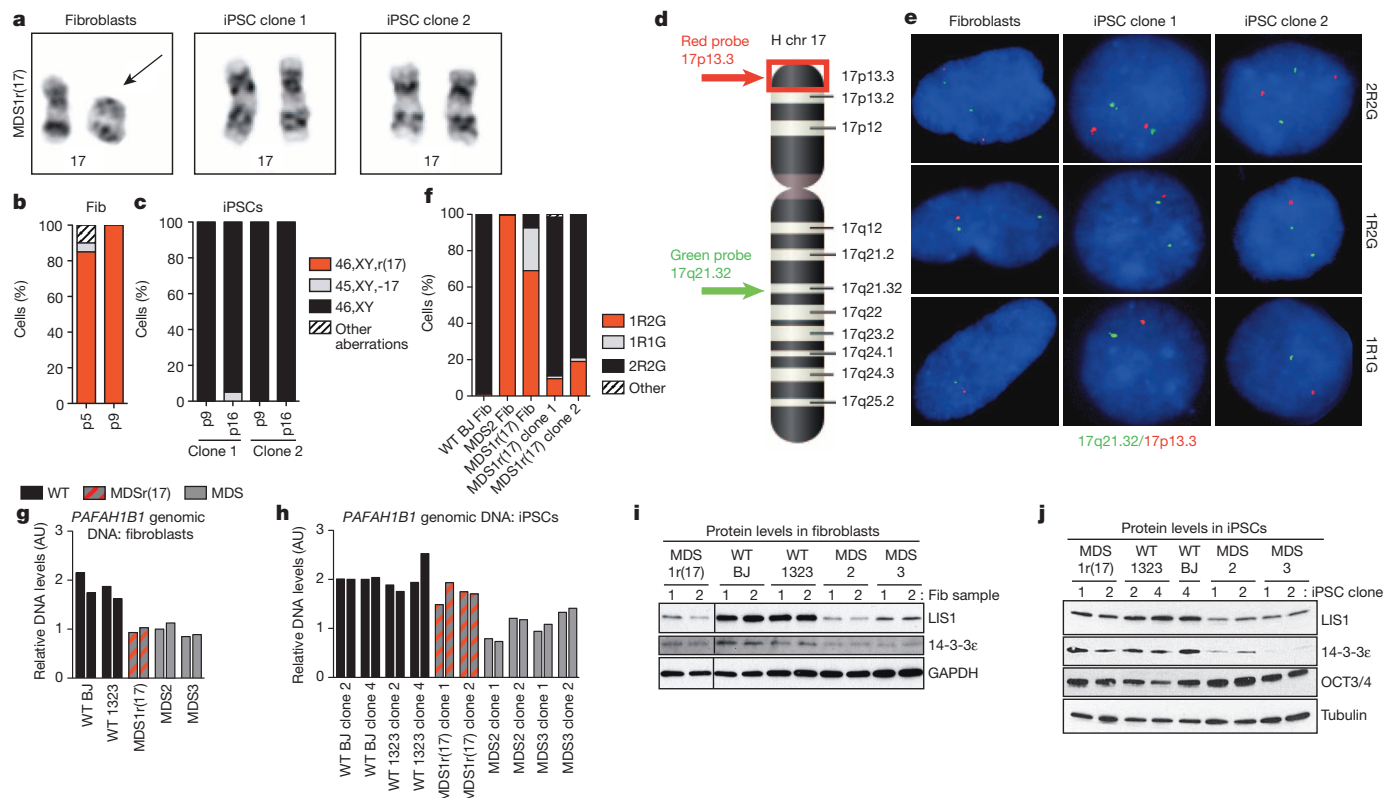 a
Fibroblasts
iPSC clone 1
iPSC clone 2
MDS1r(17)
17
17
17
b
Fib
Cells (%)
100
80
60
40
20
0
p5
p9
c
iPSCs
Cells (%)
100
80
60
40
20
0
p9
p16
p9
p16
Clone 1
Clone 2
46,XY,r(17)
45,XY,-17
46,XY
Other
aberrations
d
Red probe
17p13.3
H chr 17
17p13.3
17p13.2
17p12
17q12
17q21.2
Green probe
17q21.32
17q21.32
17q22
17q23.2
17q24.1
17q24.3
17q25.2
e
Fibroblasts
iPSC clone 1
iPSC clone 2
2R2G
1R2G
1R1G
17q21.32/17p13.3
f
Cells (%)
100
80
60
40
20
0
WT BJ Fib
MDS2 Fib
MDS1r(17) Fib
MDS1r(17) clone 1
MDS1r(17) clone 2
1R2G
1R1G
2R2G
Other
WT
MDSr(17)
MDS
g
PAFAH1B1 genomic
DNA: fibroblasts
Relative DNA levels (AU)
3
2
1
0
WT BJ
WT 1323
MDS1r(17)
MDS2
MDS3
h
PAFAH1B1 genomic DNA: iPSCs
Relative DNA levels (AU)
3
2
1
0
WT BJ clone 2
WT BJ clone 4
WT 1323 clone 2
WT 1323 clone 4
MDS1r(17) clone 1
MDS1r(17) clone 2
MDS2 clone 1
MDS2 clone 2
MDS3 clone 1
MDS3 clone 2
i
Protein levels in fibroblasts
MDS WT WT MDS MDS
1r(17) BJ 1323 2 3
1 2 1 2 1 2 1 2 1 2 : Fib sample
LIS1
14-3-3ε
GAPDH
j
Protein levels in iPSCs
MDS WT WT MDS MDS
1r(17) 1323 BJ 2 3
1 2 2 4 4 1 2 1 2 : iPSC clone
LIS1
14-3-3ε
OCT3/4
Tubulin